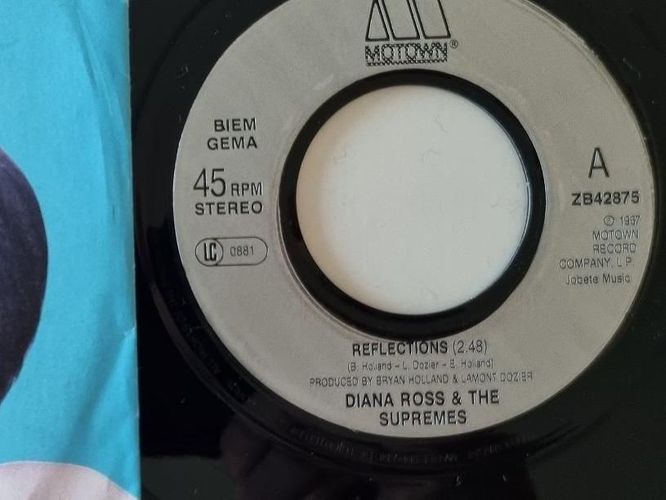 MOTOWN®
BIEM
GEMA
45 RPM
STEREO
LC 0881
A
ZB42875
℗ 1967
MOTOWN
RECORD
COMPANY, L.P.
Jobete Music
REFLECTIONS (2.48)
(B. Holland – L. Dozier – E. Holland)
PRODUCED BY BRYAN HOLLAND & LAMONT DOZIER
DIANA ROSS & THE
SUPREMES